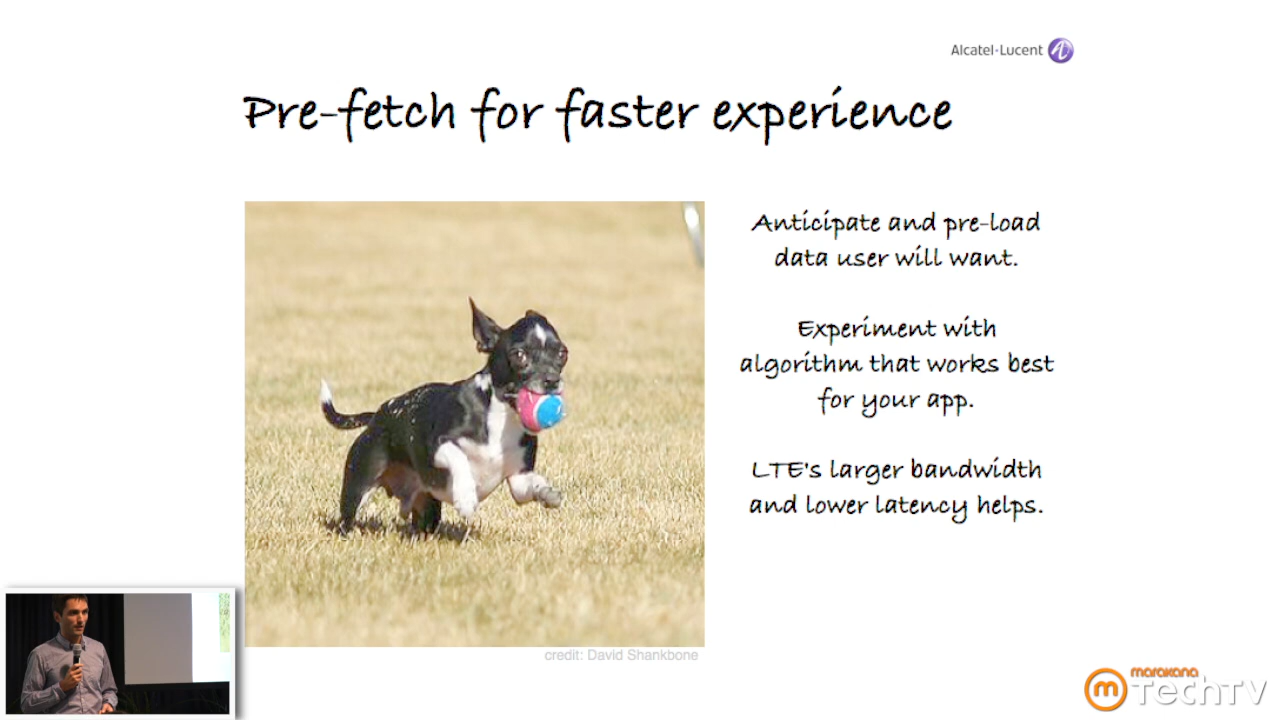 Alcatel·Lucent
Pre-fetch for faster experience
Anticipate and pre-load
data user will want.
Experiment with
algorithm that works best
for your app.
LTE's larger bandwidth
and lower latency helps.
credit: David Shankbone
marakana
TechTV